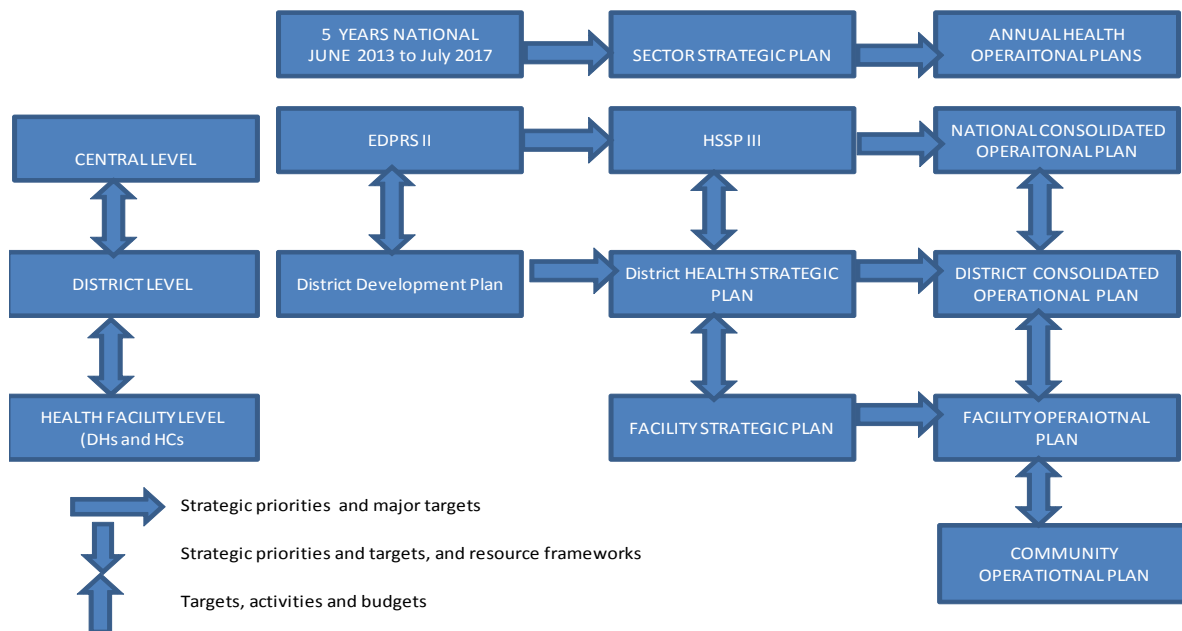 5 YEARS NATIONAL
JUNE 2013 to July 2017
SECTOR STRATEGIC PLAN
ANNUAL HEALTH
OPERAITONAL PLANS
CENTRAL LEVEL
EDPRS II
HSSP III
NATIONAL CONSOLIDATED
OPERAITONAL PLAN
DISTRICT LEVEL
District Development Plan
District HEALTH STRATEGIC
PLAN
DISTRICT CONSOLIDATED
OPERATIONAL PLAN
HEALTH FACILITY LEVEL
(DHs and HCs
FACILITY STRATEGIC PLAN
FACILITY OPERAIOTNAL
PLAN
Strategic priorities and major targets
Strategic priorities and targets, and resource frameworks
Targets, activities and budgets
COMMUNITY
OPERATIOTNAL PLAN